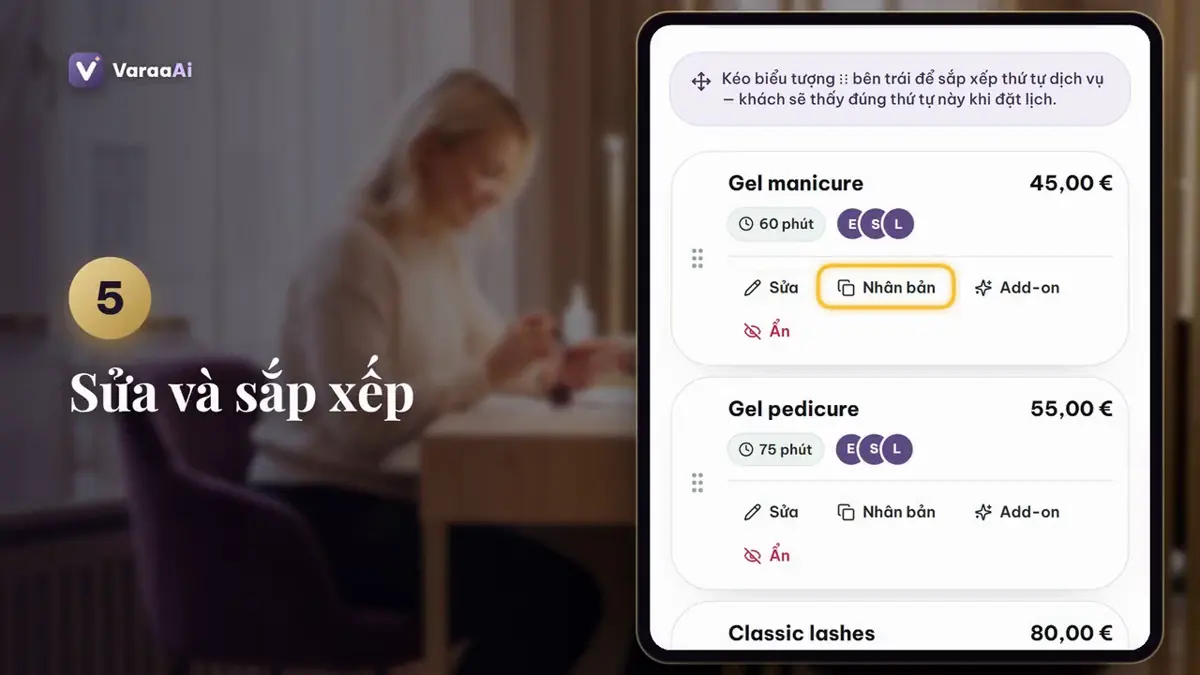 VaraaAi
5
Sửa và sắp xếp
Kéo biểu tượng ⁝⁝ bên trái để sắp xếp thứ tự dịch vụ
— khách sẽ thấy đúng thứ tự này khi đặt lịch.
Gel manicure 45,00 €
60 phút E S L
Sửa Nhân bản Add-on
Ẩn
Gel pedicure 55,00 €
75 phút E S L
Sửa Nhân bản Add-on
Ẩn
Classic lashes 80,00 €